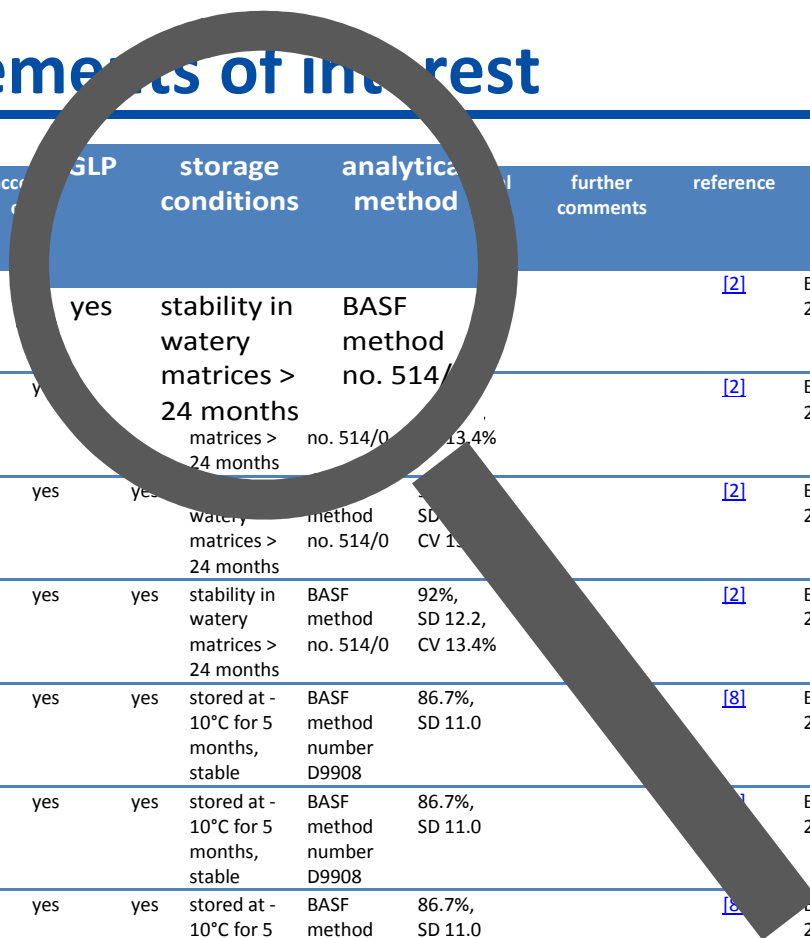 of
GLP storage analytical
conditions method
further reference
comments
yes stability in BASF [2]
watery method
matrices > no. 514/
24 months
[2]
matrices > no. 514/0 13.4%
24 months
yes yes [2]
watery method SD
matrices > no. 514/0 CV
24 months
yes yes stability in BASF 92%, [2]
watery method SD 12.2,
matrices > no. 514/0 CV 13.4%
24 months
yes yes stored at - BASF 86.7%, [8]
10°C for 5 method SD 11.0
months, number
stable D9908
yes yes stored at - BASF 86.7%,
10°C for 5 method SD 11.0
months, number
stable D9908
yes yes stored at - BASF 86.7%,
10°C for 5 method SD 11.0